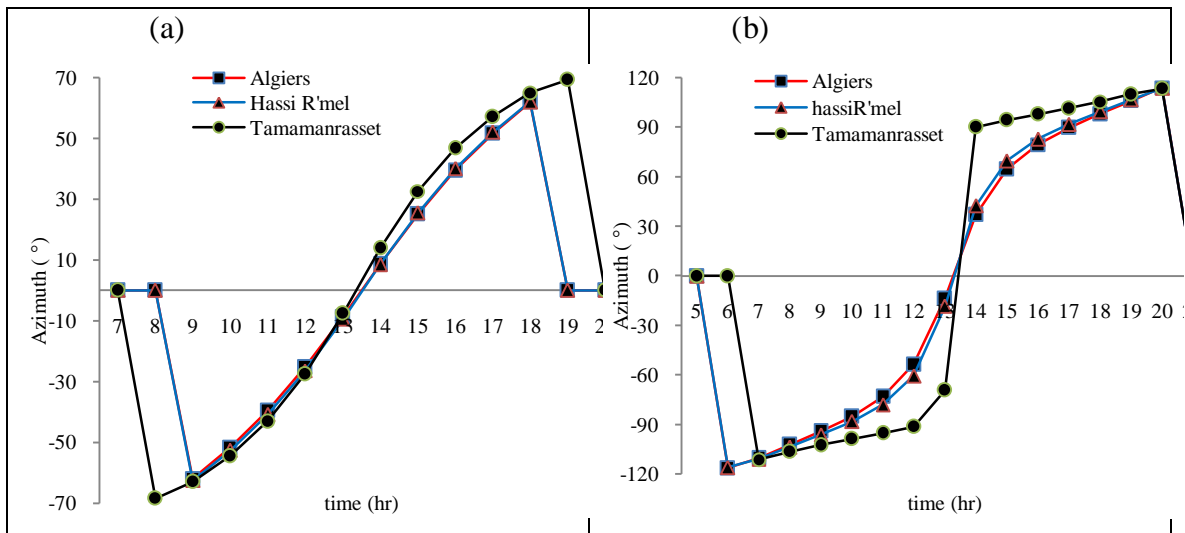 (a)
Algiers
Hassi R'mel
Tamamanrasset
70
50
30
10
-10
-30
-50
-70
Azimuth ( °)
7 8 9 10 11 12 13 14 15 16 17 18 19 2
time (hr)
(b)
Algiers
hassiR'mel
Tamamanrasset
120
90
60
30
0
-30
-60
-90
-120
Azimuth ( °)
5 6 7 8 9 10 11 12 13 14 15 16 17 18 19 20
time (hr)